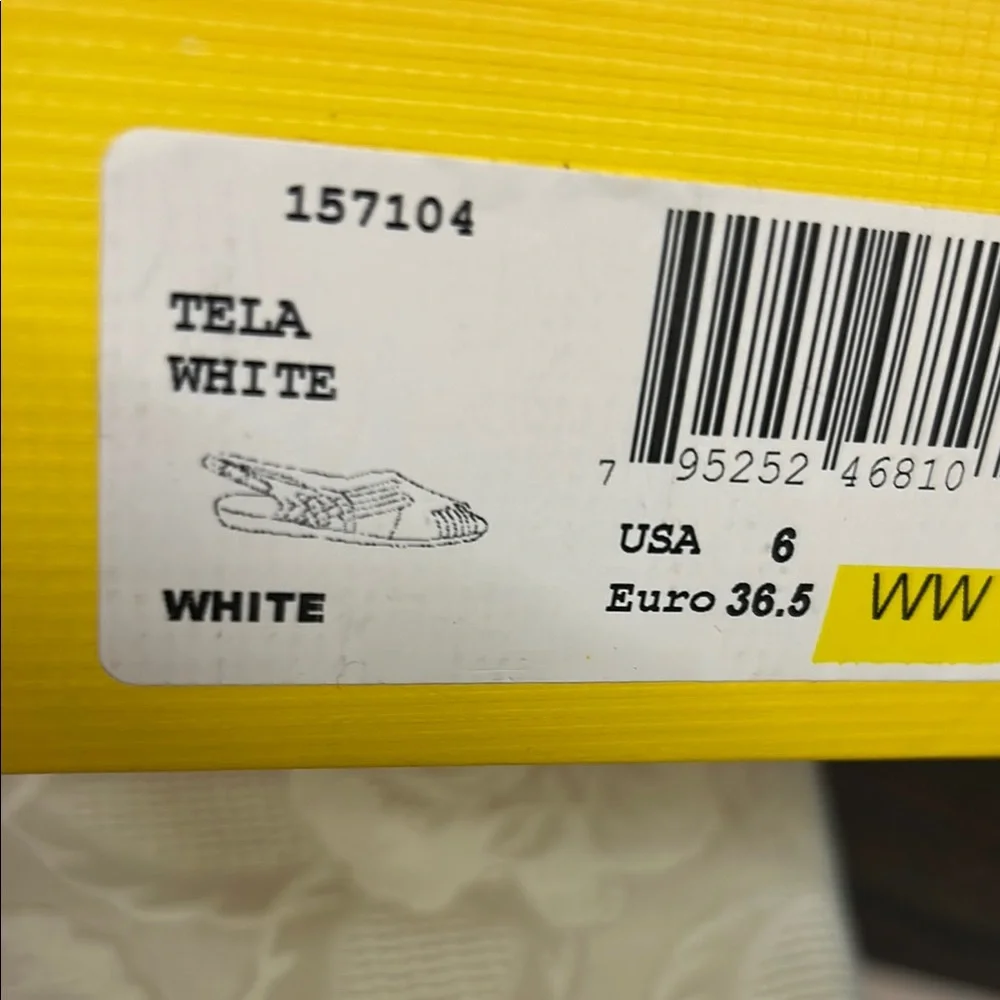 157104
TELA
WHITE
WHITE
7 95252 46810
USA 6
Euro 36.5
WW